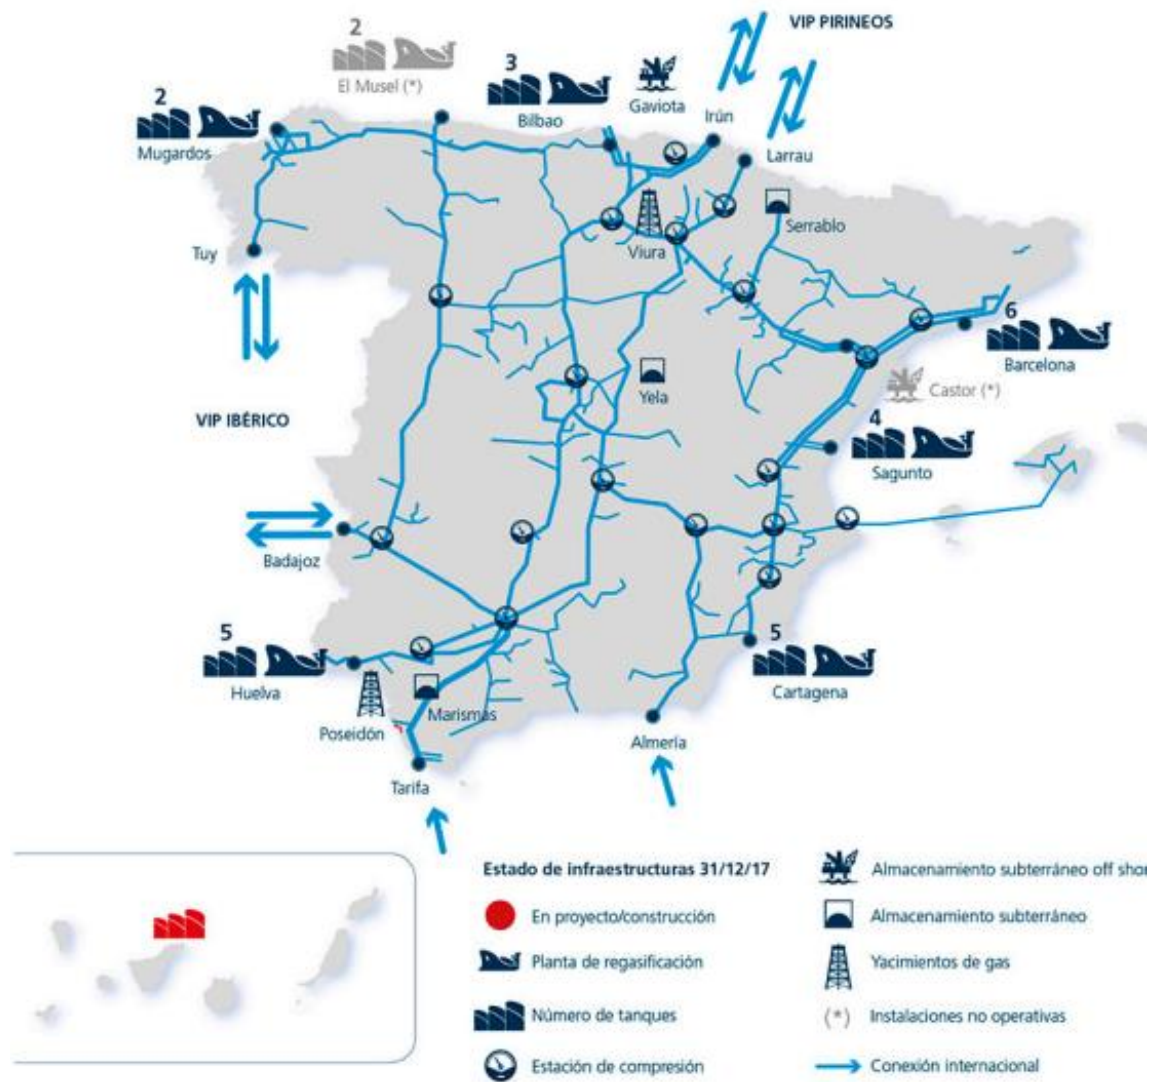 VIP PIRINEOS
2
El Musel (*)
3
Bilbao
Gaviota
Irún
2
Mugardos
Larrau
Tuy
Viura
Serrablo
6
Barcelona
Yela
Castor (*)
VIP IBÉRICO
4
Sagunto
Badajoz
5
Huelva
5
Cartagena
Poseidón
Marismas
Almería
Tarifa
Estado de infraestructuras 31/12/17
En proyecto/construcción
Planta de regasificación
Número de tanques
Estación de compresión
Almacenamiento subterráneo off shor
Almacenamiento subterráneo
Yacimientos de gas
(*) Instalaciones no operativas
Conexión internacional